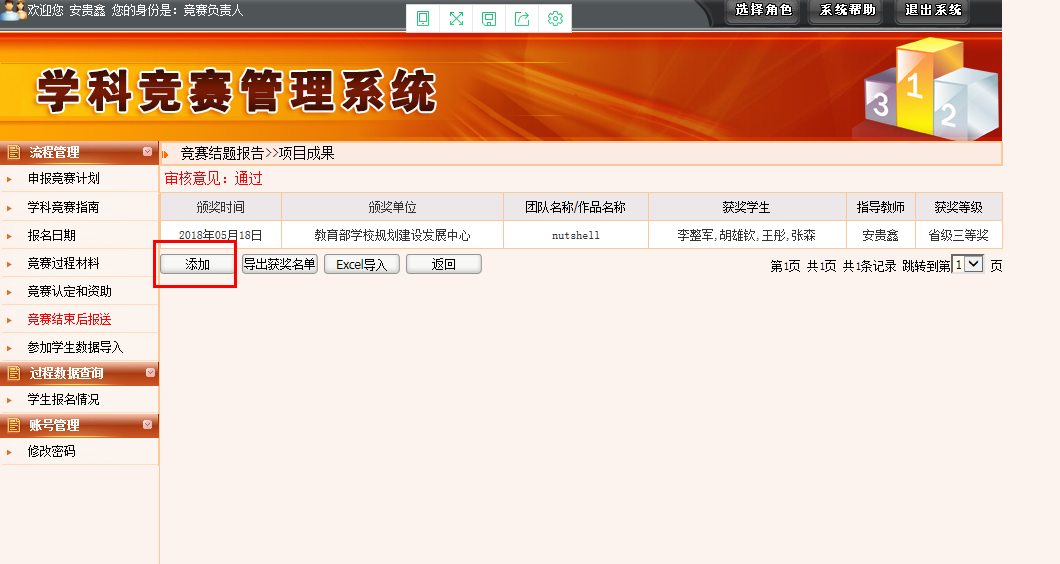 欢迎您 安贵鑫 您的身份是：竞赛负责人
选择角色 系统帮助 退出系统
学科竞赛管理系统
3 1 2
流程管理
申报竞赛计划
学科竞赛指南
报名日期
竞赛过程材料
竞赛认定和资助
竞赛结束后报送
参加学生数据导入
过程数据查询
学生报名情况
账号管理
修改密码
竞赛结题报告>>项目成果
审核意见：通过
颁奖时间 颁奖单位 团队名称/作品名称 获奖学生 指导教师 获奖等级
2018年05月18日 教育部学校规划建设发展中心 nutshell 李整军,胡雄钦,王彤,张森 安贵鑫 省级三等奖
添加 导出获奖名单 Excel导入 返回 第1页 共1页 共1条记录 跳转到第 1 页